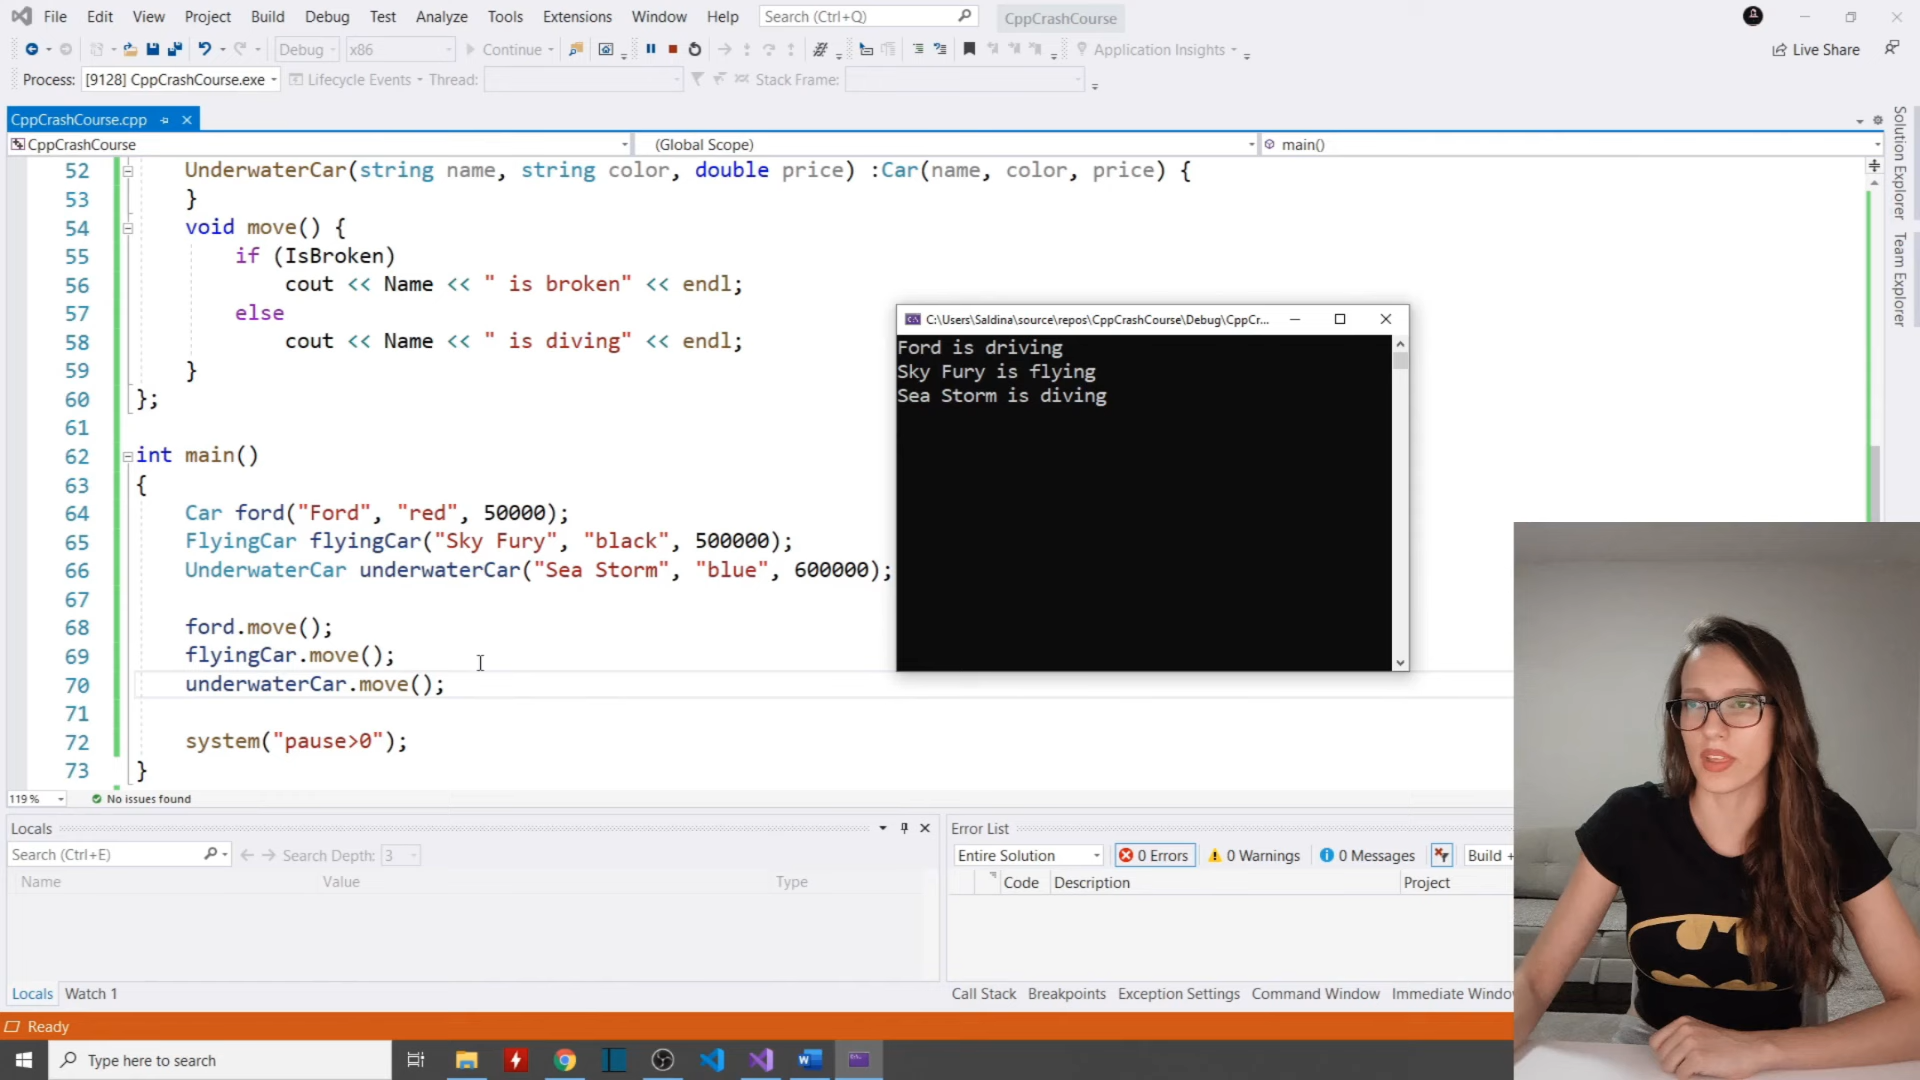 File Edit View Project Build Debug Test Analyze Tools Extensions Window Help Search (Ctrl+Q) CppCrashCourse
Debug x86 Continue Application Insights Live Share
Process: [9128] CppCrashCourse.exe Lifecycle Events Thread: Stack Frame:
CppCrashCourse.cpp
CppCrashCourse (Global Scope) main()
52 UnderwaterCar(string name, string color, double price) :Car(name, color, price) {
53 }
54 void move() {
55 if (IsBroken)
56 cout << Name << " is broken" << endl;
57 else
58 cout << Name << " is diving" << endl;
59 }
60 };
61
62 int main()
63 {
64 Car ford("Ford", "red", 50000);
65 FlyingCar flyingCar("Sky Fury", "black", 500000);
66 UnderwaterCar underwaterCar("Sea Storm", "blue", 600000);
67
68 ford.move();
69 flyingCar.move();
70 underwaterCar.move();
71
72 system("pause>0");
73 }
C:\Users\Saldina\source\repos\CppCrashCourse\Debug\CppCr...
Ford is driving
Sky Fury is flying
Sea Storm is diving
Solution Explorer
Team Explorer
119 % No issues found
Locals
Search (Ctrl+E) Search Depth: 3
Name Value Type
Locals Watch 1
Error List
Entire Solution 0 Errors 0 Warnings 0 Messages Build +
Code Description Project
Call Stack Breakpoints Exception Settings Command Window Immediate Windo
Ready
Type here to search